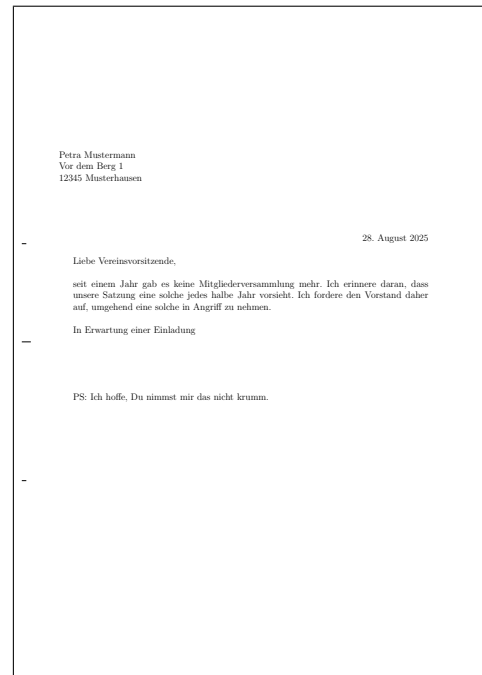 Petra Mustermann
Vor dem Berg 1
12345 Musterhausen
28. August 2025
Liebe Vereinsvorsitzende,
seit einem Jahr gab es keine Mitgliederversammlung mehr. Ich erinnere daran, dass
unsere Satzung eine solche jedes halbe Jahr vorsieht. Ich fordere den Vorstand daher
auf, umgehend eine solche in Angriff zu nehmen.
In Erwartung einer Einladung
PS: Ich hoffe, Du nimmst mir das nicht krumm.